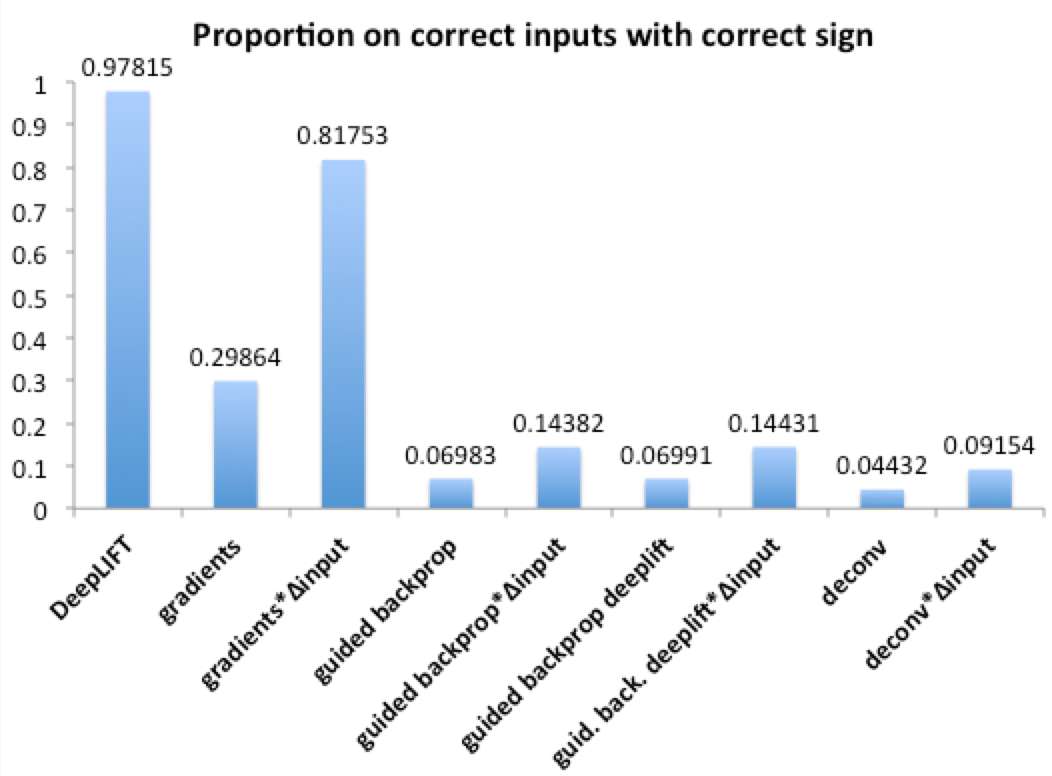 Proportion on correct inputs with correct sign
0.97815
0.29864
0.81753
0.06983
0.14382
0.06991
0.14431
0.04432
0.09154
1
0.9
0.8
0.7
0.6
0.5
0.4
0.3
0.2
0.1
0
DeepLIFT
gradients
gradients*Δinput
guided backprop
guided backprop*Δinput
guided backprop deeplift
guid. back. deeplift*Δinput
deconv
deconv*Δinput